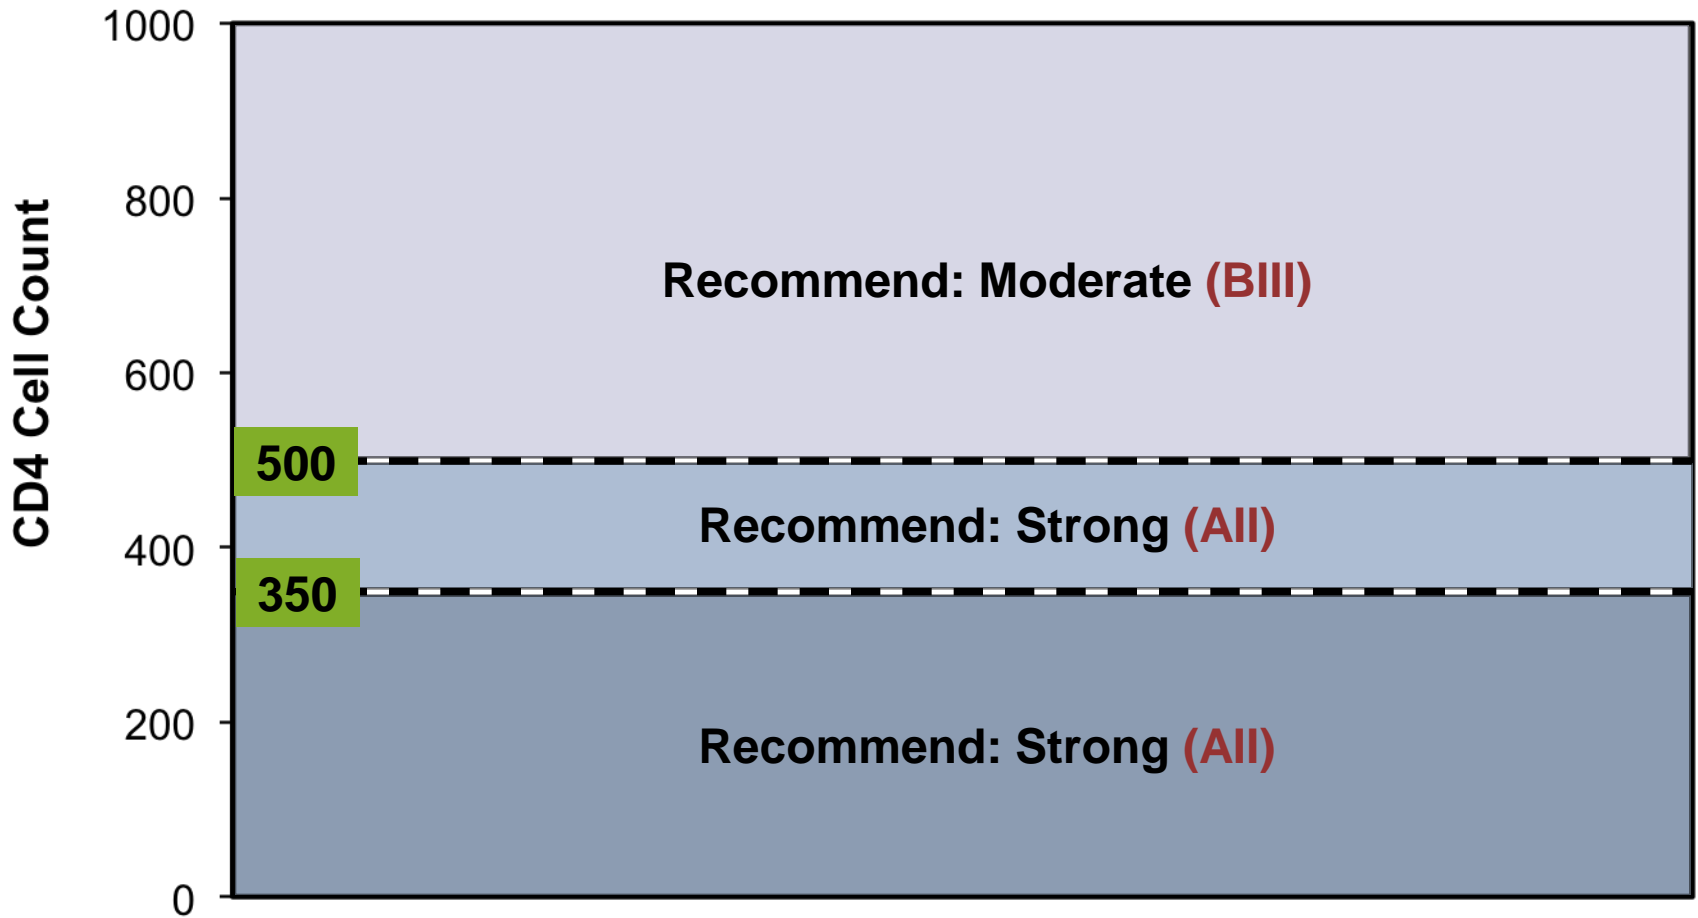 1000
800
600
500
400
350
200
0
CD4 Cell Count
Recommend: Moderate (BIII)
Recommend: Strong (AII)
Recommend: Strong (AII)